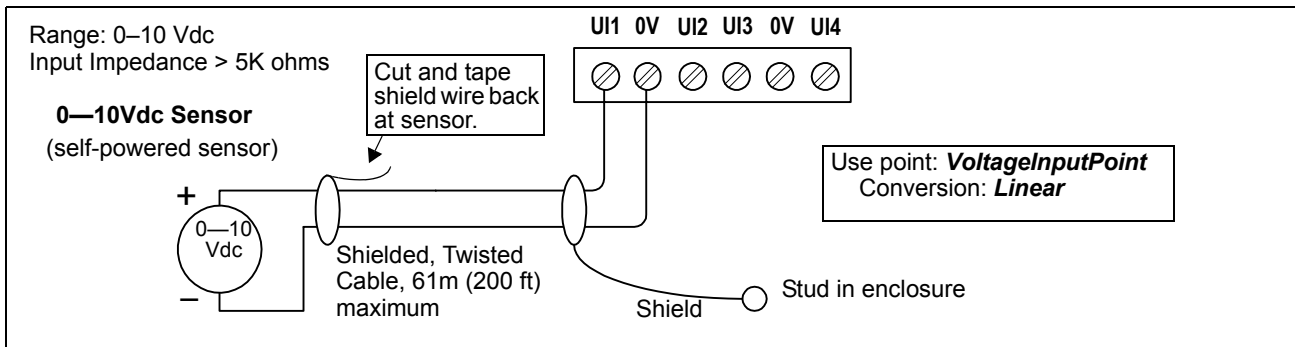 Range: 0–10 Vdc
Input Impedance > 5K ohms
0—10Vdc Sensor
(self-powered sensor)
Cut and tape
shield wire back
at sensor.
UI1 0V UI2 UI3 0V UI4
Use point: VoltageInputPoint
Conversion: Linear
+
0—10
Vdc
–
Shielded, Twisted
Cable, 61m (200 ft)
maximum
Shield
Stud in enclosure